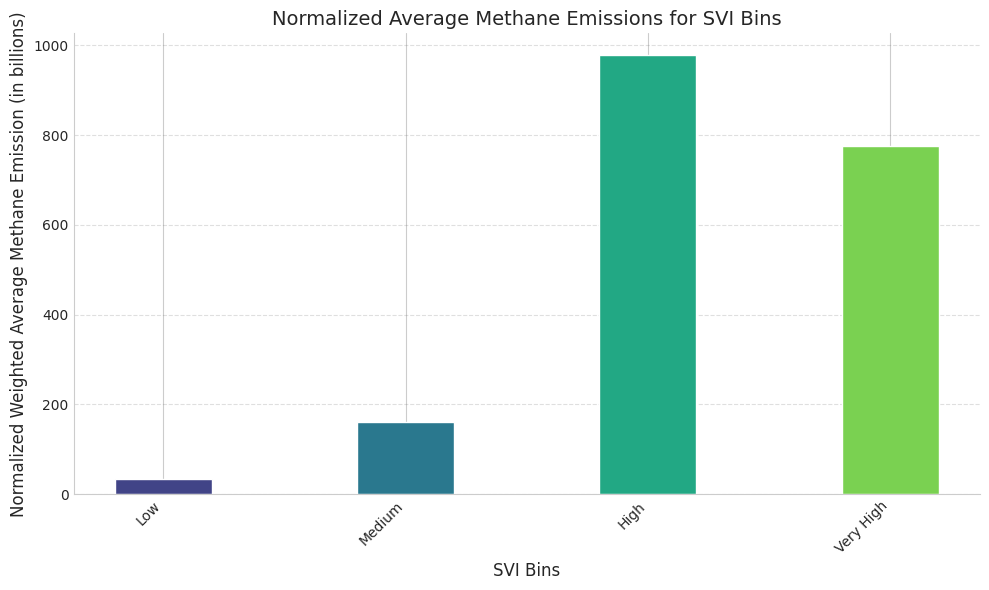 Normalized Average Methane Emissions for SVI Bins
Normalized Weighted Average Methane Emission (in billions)
1000
800
600
400
200
0
Low
Medium
High
Very High
SVI Bins